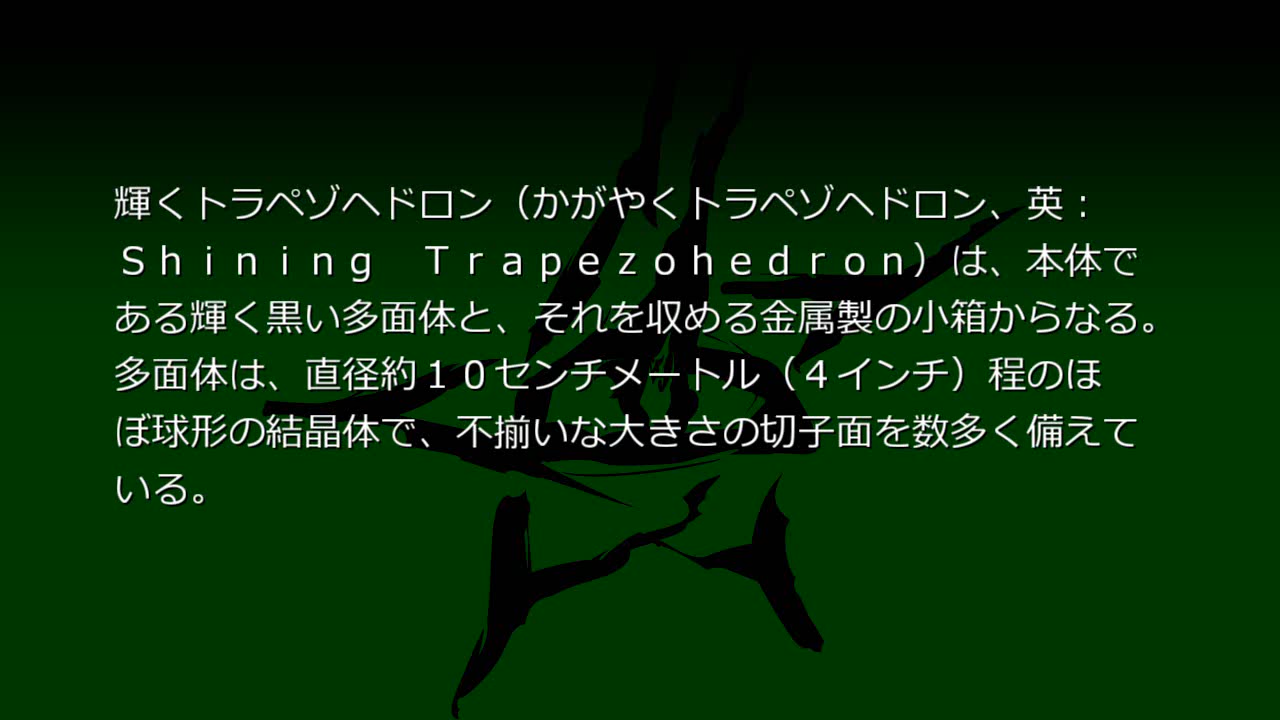 輝くトラペゾヘドロン（かがやくトラペゾヘドロン、英：
Ｓｈｉｎｉｎｇ　Ｔｒａｐｅｚｏｈｅｄｒｏｎ）は、本体で
ある輝く黒い多面体と、それを収める金属製の小箱からなる。
多面体は、直径約１０センチメートル（４インチ）程のほ
ぼ球形の結晶体で、不揃いな大きさの切子面を数多く備えて
いる。